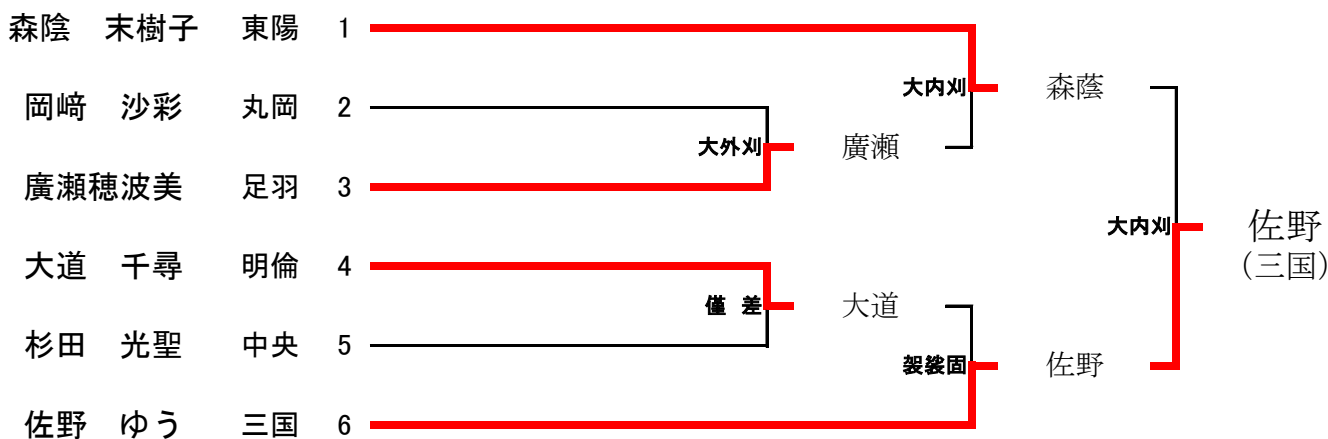 森陰 末樹子 東陽 1
大内刈 森蔭
岡﨑 沙彩 丸岡 2
大外刈 廣瀬
廣瀬穂波美 足羽 3
大内刈 佐野
(三国)
大道 千尋 明倫 4
僅 差 大道
杉田 光聖 中央 5
袈裟固 佐野
佐野 ゆう 三国 6